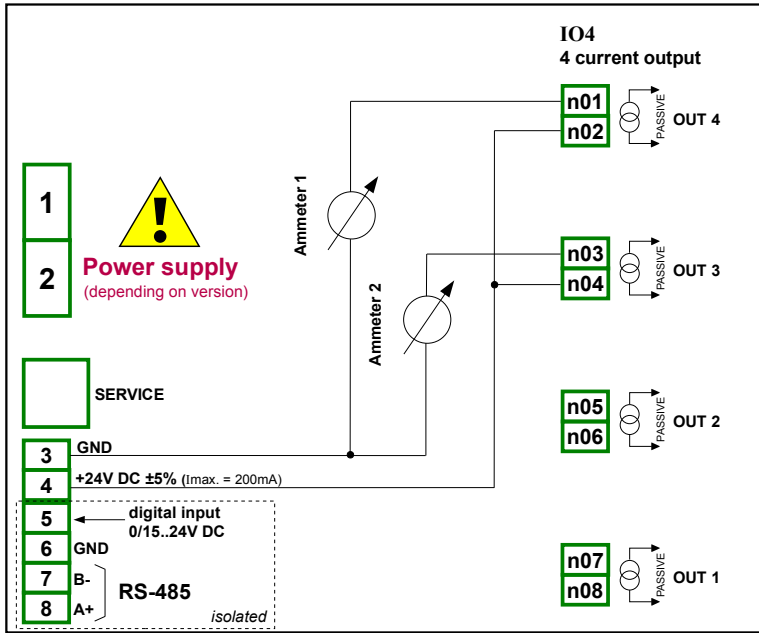 IO4
4 current output
n01
n02
PASSIVE
OUT 4
Ammeter 1
1
2
!
Power supply
(depending on version)
n03
n04
PASSIVE
OUT 3
Ammeter 2
SERVICE
n05
n06
PASSIVE
OUT 2
3
GND
4
+24V DC ±5% (Imax. = 200mA)
5
digital input
0/15..24V DC
6
GND
7
B-
RS-485
8
A+
isolated
n07
n08
PASSIVE
OUT 1